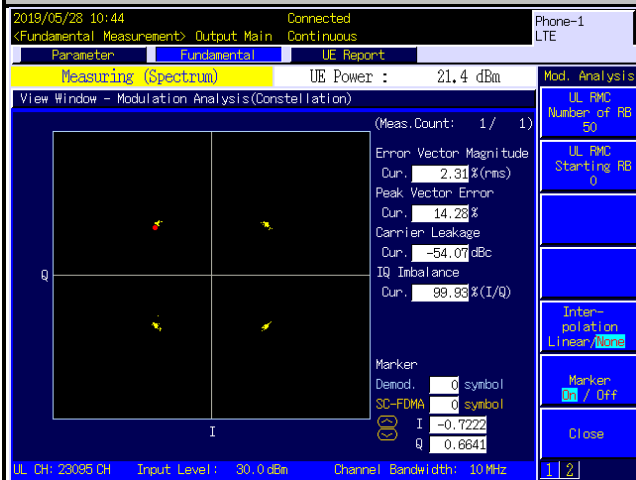 2019/05/28 10:44 Connected Phone-1
<Fundamental Measurement> Output Main Continuous LTE
Parameter Fundamental UE Report
Measuring (Spectrum) UE Power : 21.4 dBm Mod. Analysis
View Window - Modulation Analysis(Constellation)
UL RMC
Number of RB
50
(Meas.Count: 1/ 1)
Error Vector Magnitude
Cur. 2.31 %(rms)
Peak Vector Error
Cur. 14.28 %
Carrier Leakage
Cur. -54.07 dBc
IQ Imbalance
Cur. 99.93 %(I/Q)
UL RMC
Starting RB
0
Q
Inter-
polation
Linear/None
Marker
Demod. 0 symbol
SC-FDMA 0 symbol
I -0.7222
Q 0.6641
Marker
On / Off
I
Close
UL CH: 23095 CH Input Level: 30.0 dBm Channel Bandwidth: 10 MHz 1 2